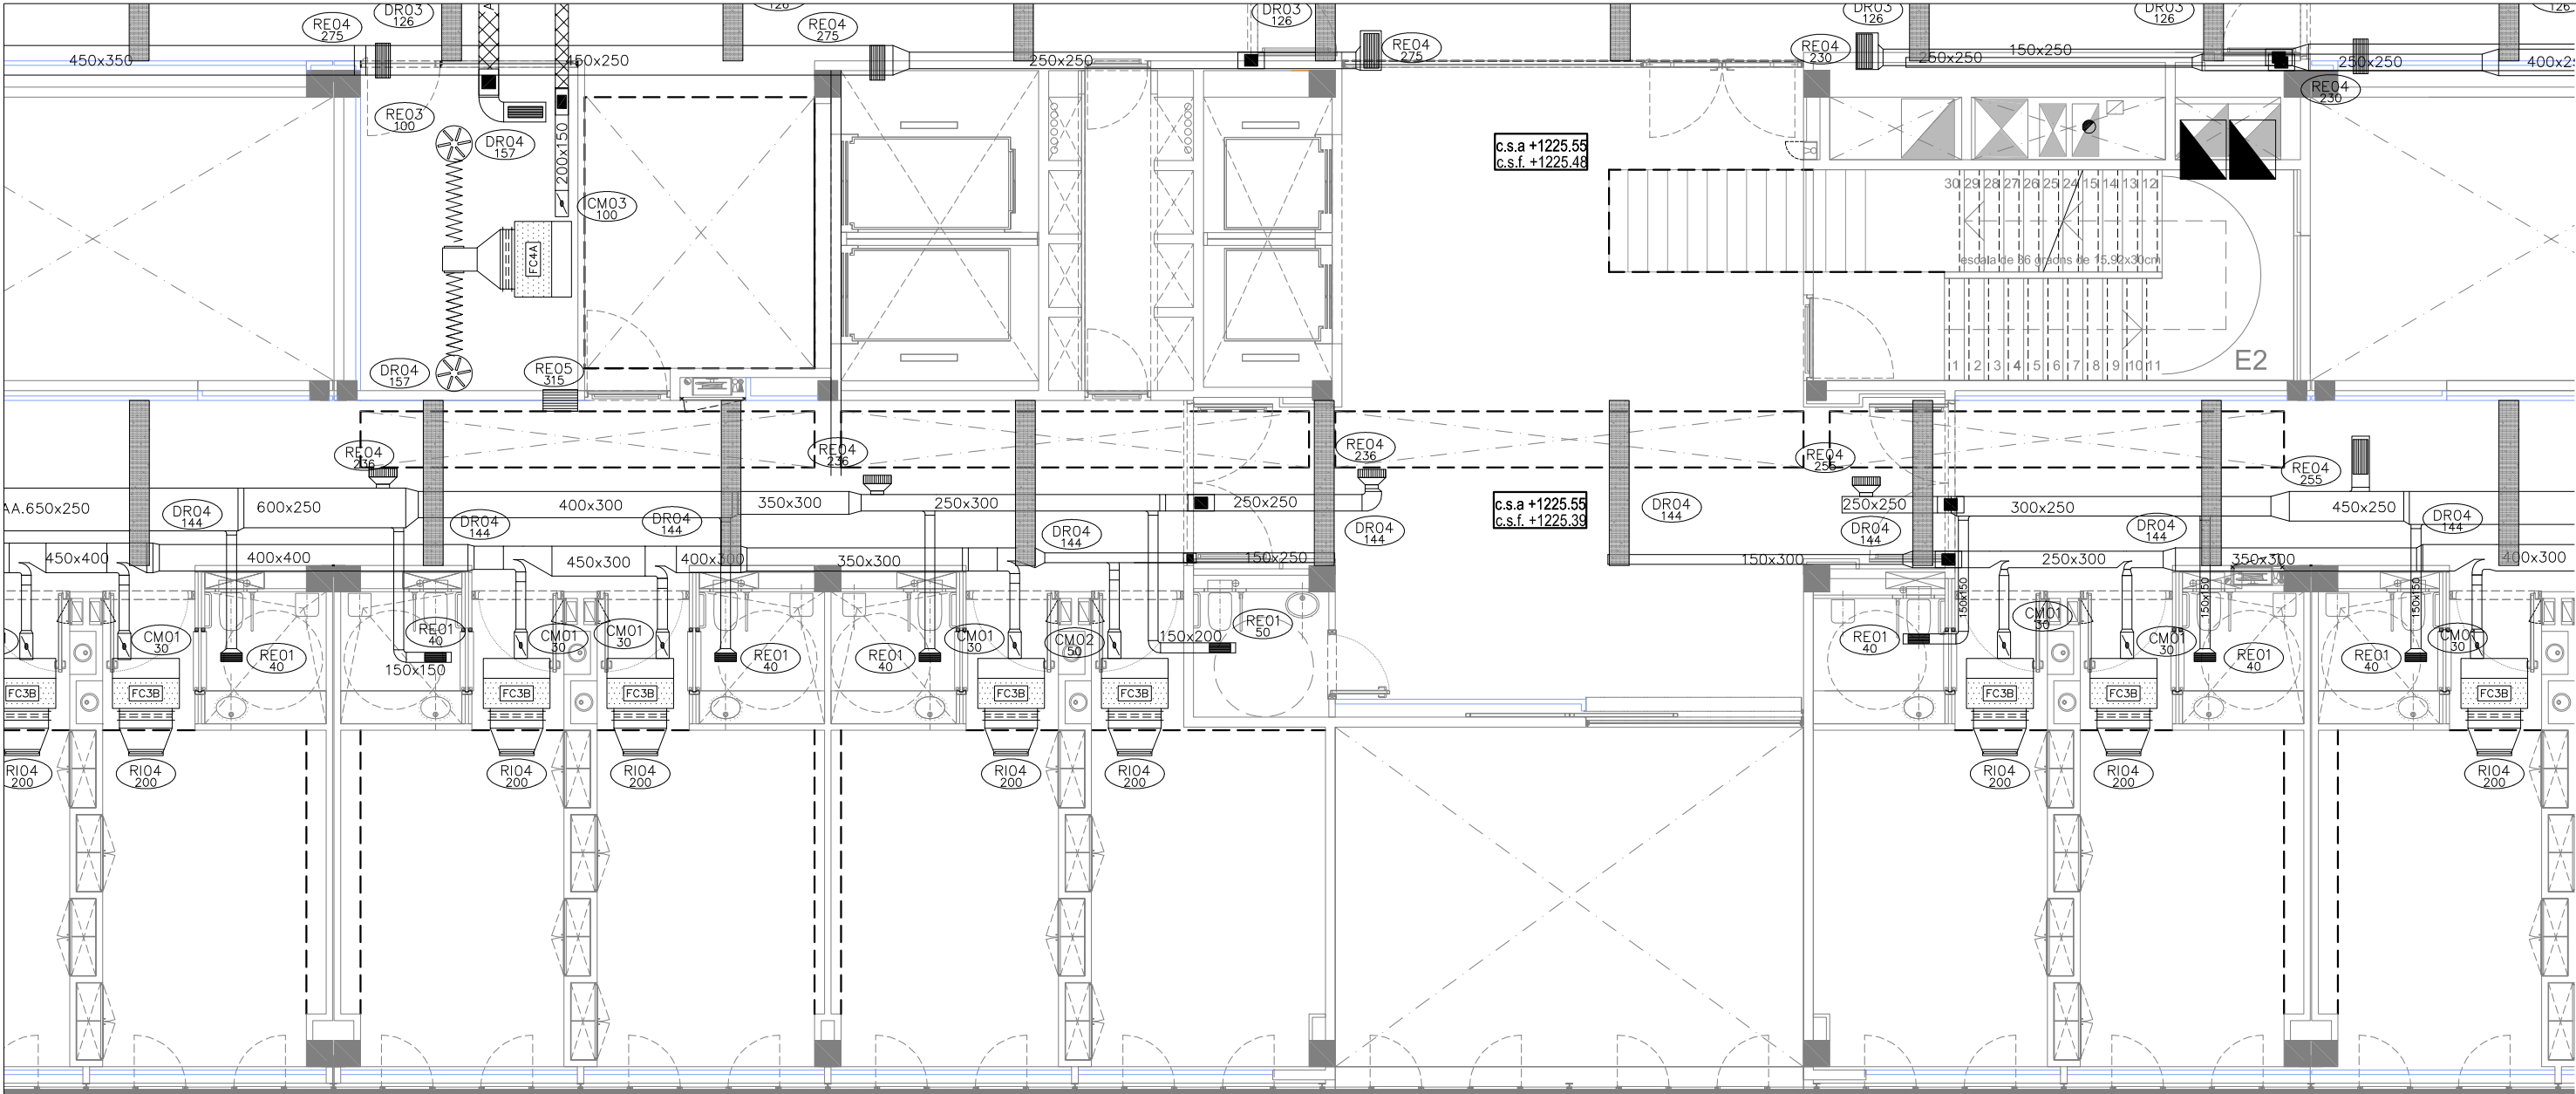 DR03
126
126
DR03
126
DR03
126
DR03
126
126
RE04
275
RE04
275
RE04
275
RE04
230
450x350
450x250
250x250
250x250
150x250
250x250
RE04
230
RE03
100
DR04
157
200x150
CM03
100
FC4A
c.s.a +1225.55
c.s.f. +1225.48
30 29 28 27 26 25 24 15 14 13 12
escala de 36 graons de 15.92x30cm
1 2 3 4 5 6 7 8 9 10 11
E2
DR04
157
RE05
315
RE04
236
RE04
236
RE04
236
RE04
255
RE04
255
AA.650x250
DR04
144
600x250
DR04
144
400x300
DR04
144
350x300
250x300
DR04
144
250x250
DR04
144
c.s.a +1225.55
c.s.f. +1225.39
DR04
144
250x250
DR04
144
300x250
DR04
144
450x250
DR04
144
450x400
400x400
450x300
400x300
350x300
150x250
150x300
250x300
350x300
400x300
CM01
30
RE01
40
RE01
40
150x150
CM01
30
CM01
30
RE01
40
RE01
40
CM01
30
CM02
50
150x200
RE01
50
RE01
40
150x150
CM01
30
CM01
30
150x150
RE01
40
RE01
40
150x150
CM01
30
FC3B
FC3B
FC3B
FC3B
FC3B
FC3B
FC3B
FC3B
FC3B
RI04
200
RI04
200
RI04
200
RI04
200
RI04
200
RI04
200
RI04
200
RI04
200
RI04
200